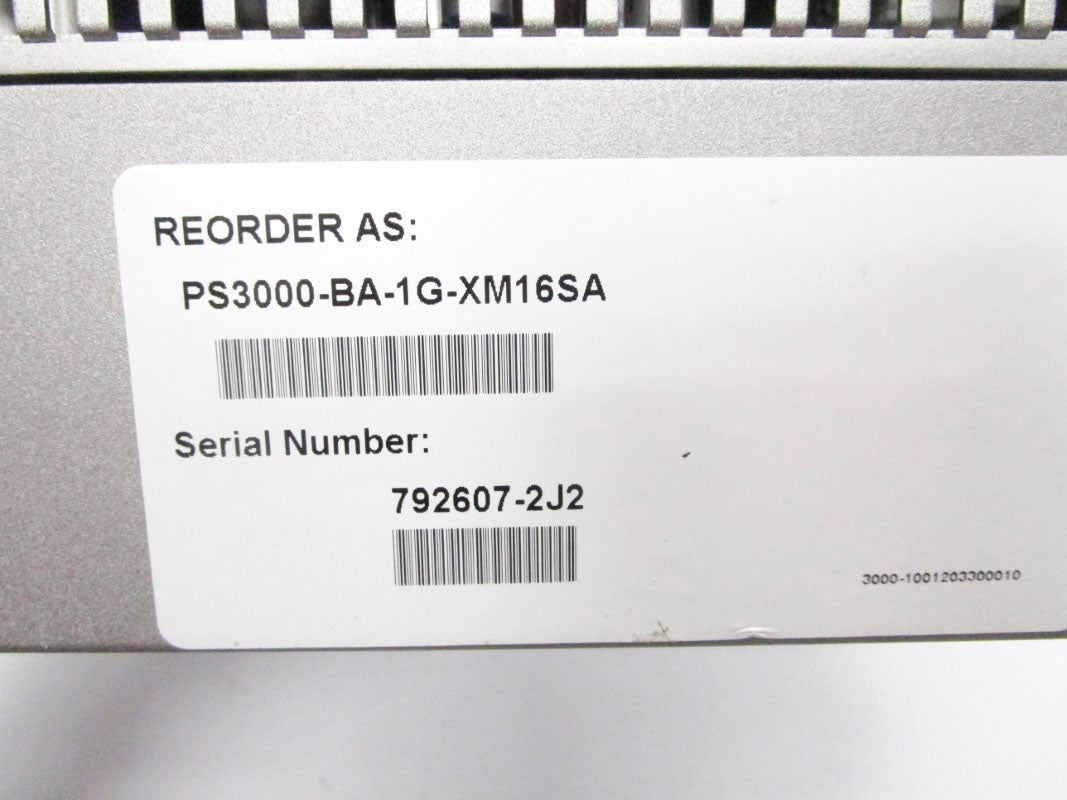 REORDER AS:
PS3000-BA-1G-XM16SA
Serial Number:
792607-2J2
3000-1001203300010